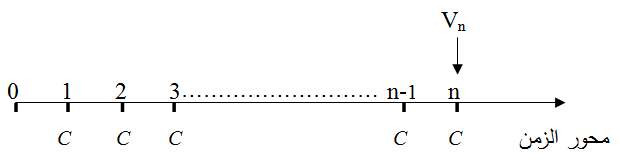 Vn
0 1 2 3 ........................... n-1 n
C C C C C محور الزمن